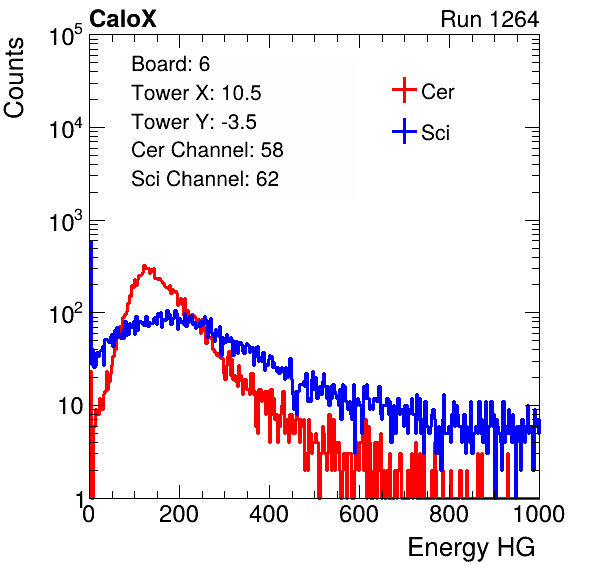 CaloX Run 1264
Counts
10^5
10^4
10^3
10^2
10
1
Board: 6
Tower X: 10.5
Tower Y: -3.5
Cer Channel: 58
Sci Channel: 62
Cer
Sci
0 200 400 600 800 1000
Energy HG